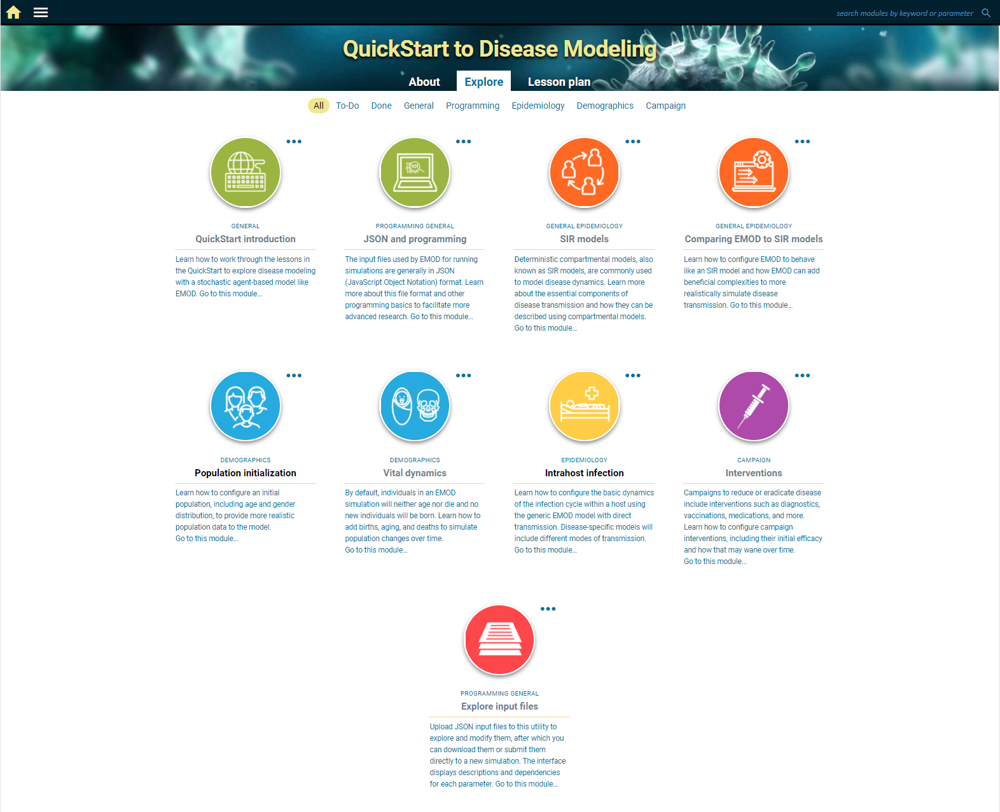 search modules by keyword or parameter
QuickStart to Disease Modeling
About Explore Lesson plan
All To-Do Done General Programming Epidemiology Demographics Campaign
GENERAL
QuickStart introduction
Learn how to work through the lessons in
the QuickStart to explore disease modeling
with a stochastic agent-based model like
EMOD. Go to this module...
PROGRAMMING GENERAL
JSON and programming
The input files used by EMOD for running
simulations are generally in JSON
(JavaScript Object Notation) format. Learn
more about this file format and other
programming basics to facilitate more
advanced research. Go to this module...
GENERAL EPIDEMIOLOGY
SIR models
Deterministic compartmental models, also
known as SIR models, are commonly used
to model disease dynamics. Learn more
about the essential components of
disease transmission and how they can be
described using compartmental models.
Go to this module...
GENERAL EPIDEMIOLOGY
Comparing EMOD to SIR models
Learn how to configure EMOD to behave
like an SIR model and how EMOD can add
beneficial complexities to more
realistically simulate disease
transmission. Go to this module...
DEMOGRAPHICS
Population initialization
Learn how to configure an initial
population, including age and gender
distribution, to provide more realistic
population data to the model.
Go to this module...
DEMOGRAPHICS
Vital dynamics
By default, individuals in an EMOD
simulation will neither age nor die and no
new individuals will be born. Learn how to
add births, aging, and deaths to simulate
population changes over time.
Go to this module...
EPIDEMIOLOGY
Intrahost infection
Learn how to configure the basic dynamics
of the infection cycle within a host using
the generic EMOD model with direct
transmission. Disease-specific models will
include different modes of transmission.
Go to this module...
CAMPAIGN
Interventions
Campaigns to reduce or eradicate disease
include interventions such as diagnostics,
vaccinations, medications, and more.
Learn how to configure campaign
interventions, including their initial efficacy
and how that may wane over time.
Go to this module...
PROGRAMMING GENERAL
Explore input files
Upload JSON input files to this utility to
explore and modify them, after which you
can download them or submit them
directly to a new simulation. The interface
displays descriptions and dependencies
for each parameter. Go to this module...